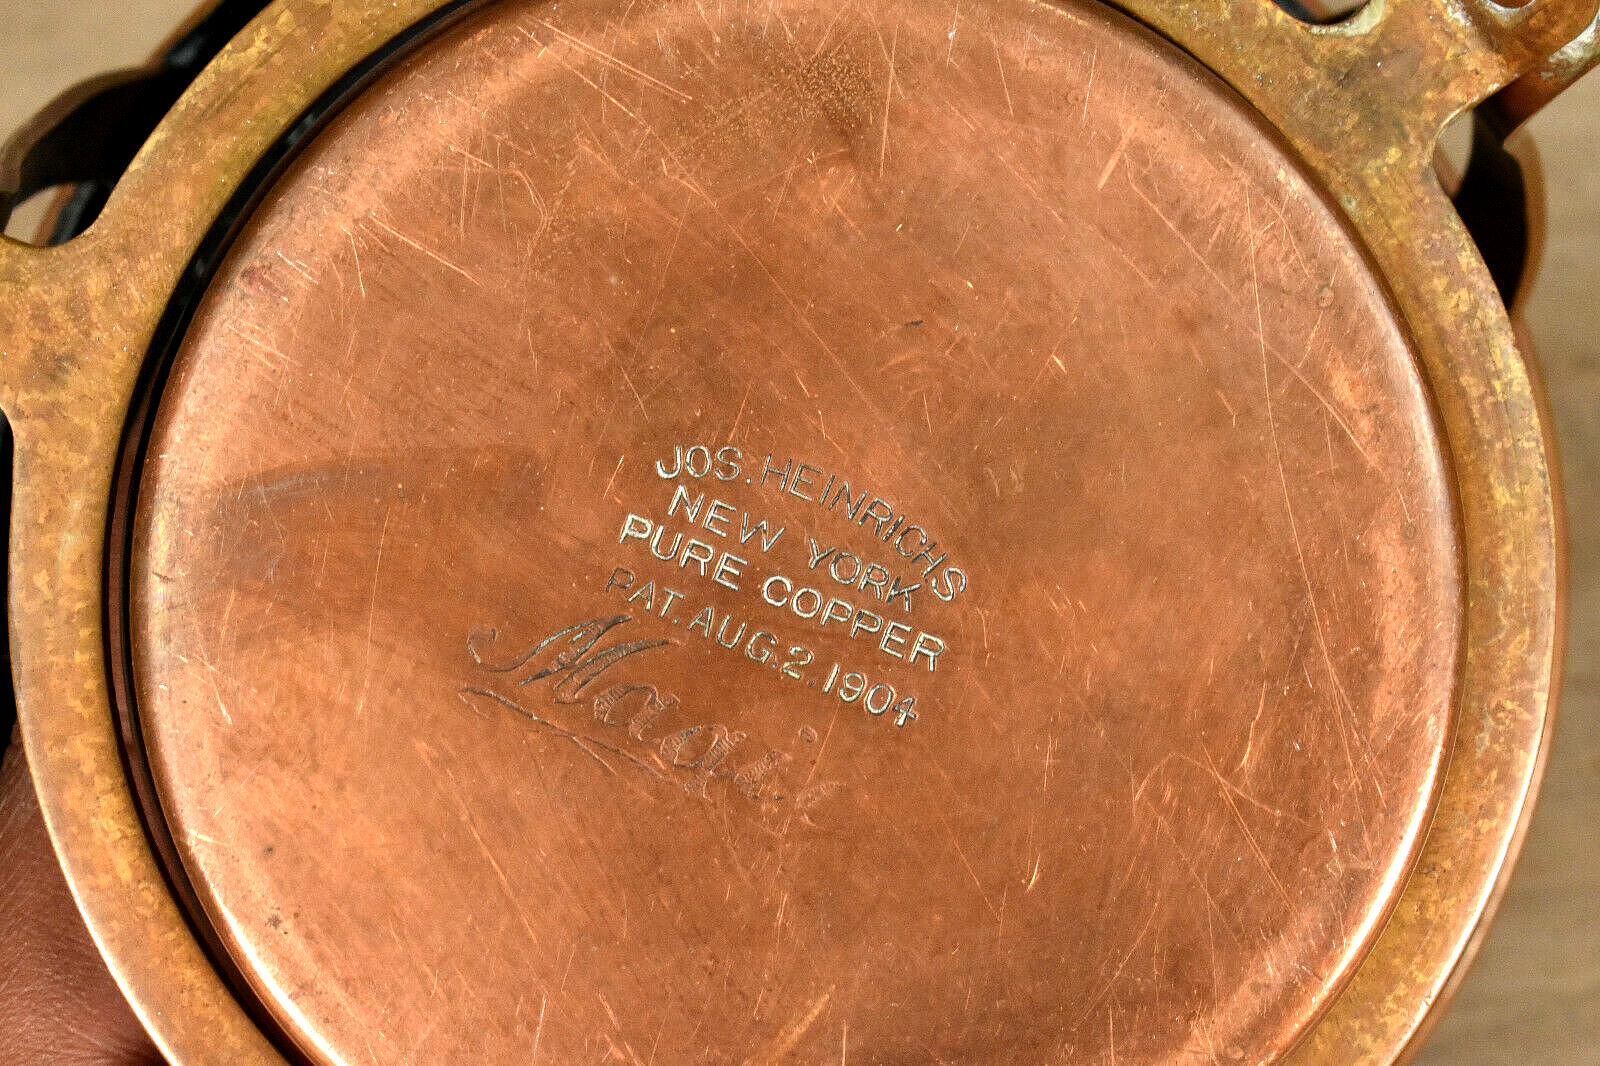 JOS. HEINRICHS
NEW YORK
PURE COPPER
PAT. AUG. 2. 1904